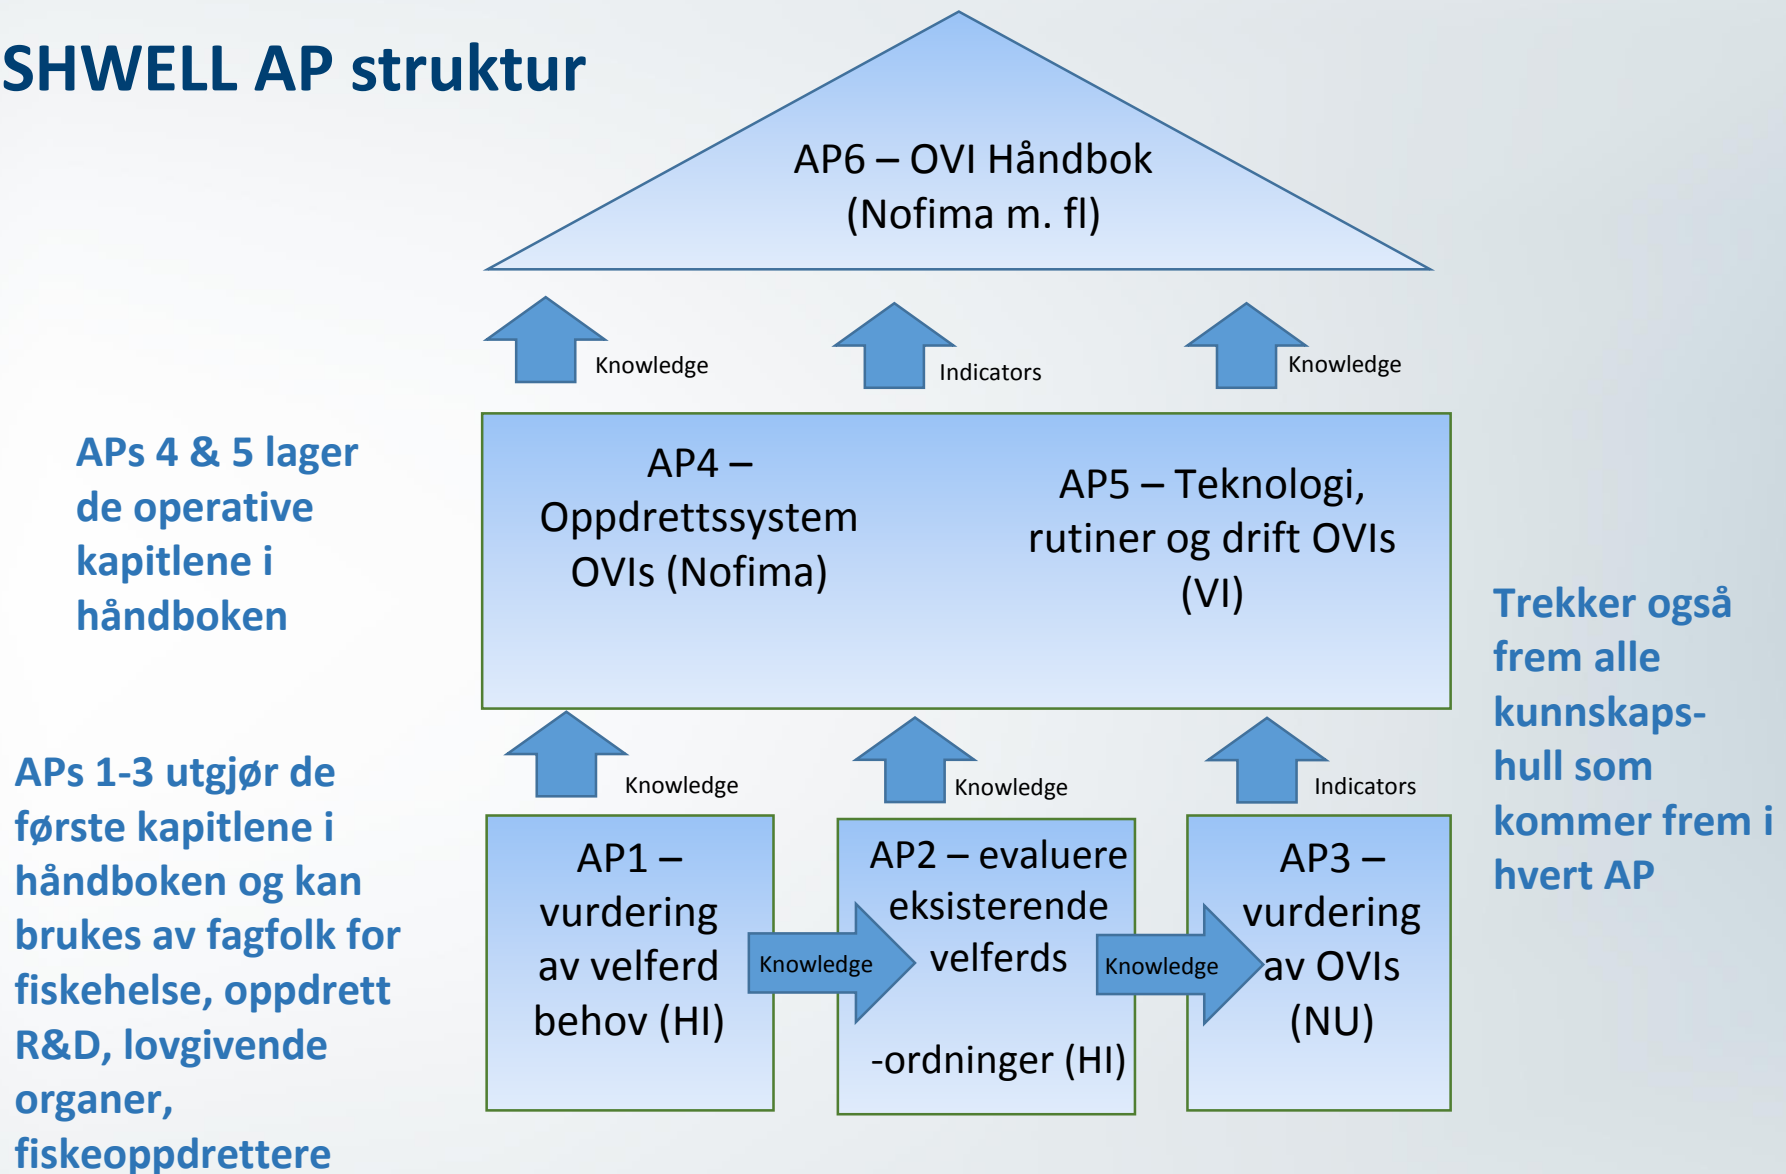 SHWELL AP struktur
AP6 – OVI Håndbok
(Nofima m. fl)
Knowledge
Indicators
Knowledge
APs 4 & 5 lager
de operative
kapitlene i
håndboken
AP4 –
Oppdrettssystem
OVIs (Nofima)
AP5 – Teknologi,
rutiner og drift OVIs
(VI)
Trekker også
frem alle
kunnskaps-
hull som
kommer frem i
hvert AP
Knowledge
Knowledge
Indicators
APs 1-3 utgjør de
første kapitlene i
håndboken og kan
brukes av fagfolk for
fiskehelse, oppdrett
R&D, lovgivende
organer,
fiskeoppdrettere
AP1 –
vurdering
av velferd
behov (HI)
Knowledge
AP2 – evaluere
eksisterende
velferds
-ordninger (HI)
Knowledge
AP3 –
vurdering
av OVIs
(NU)